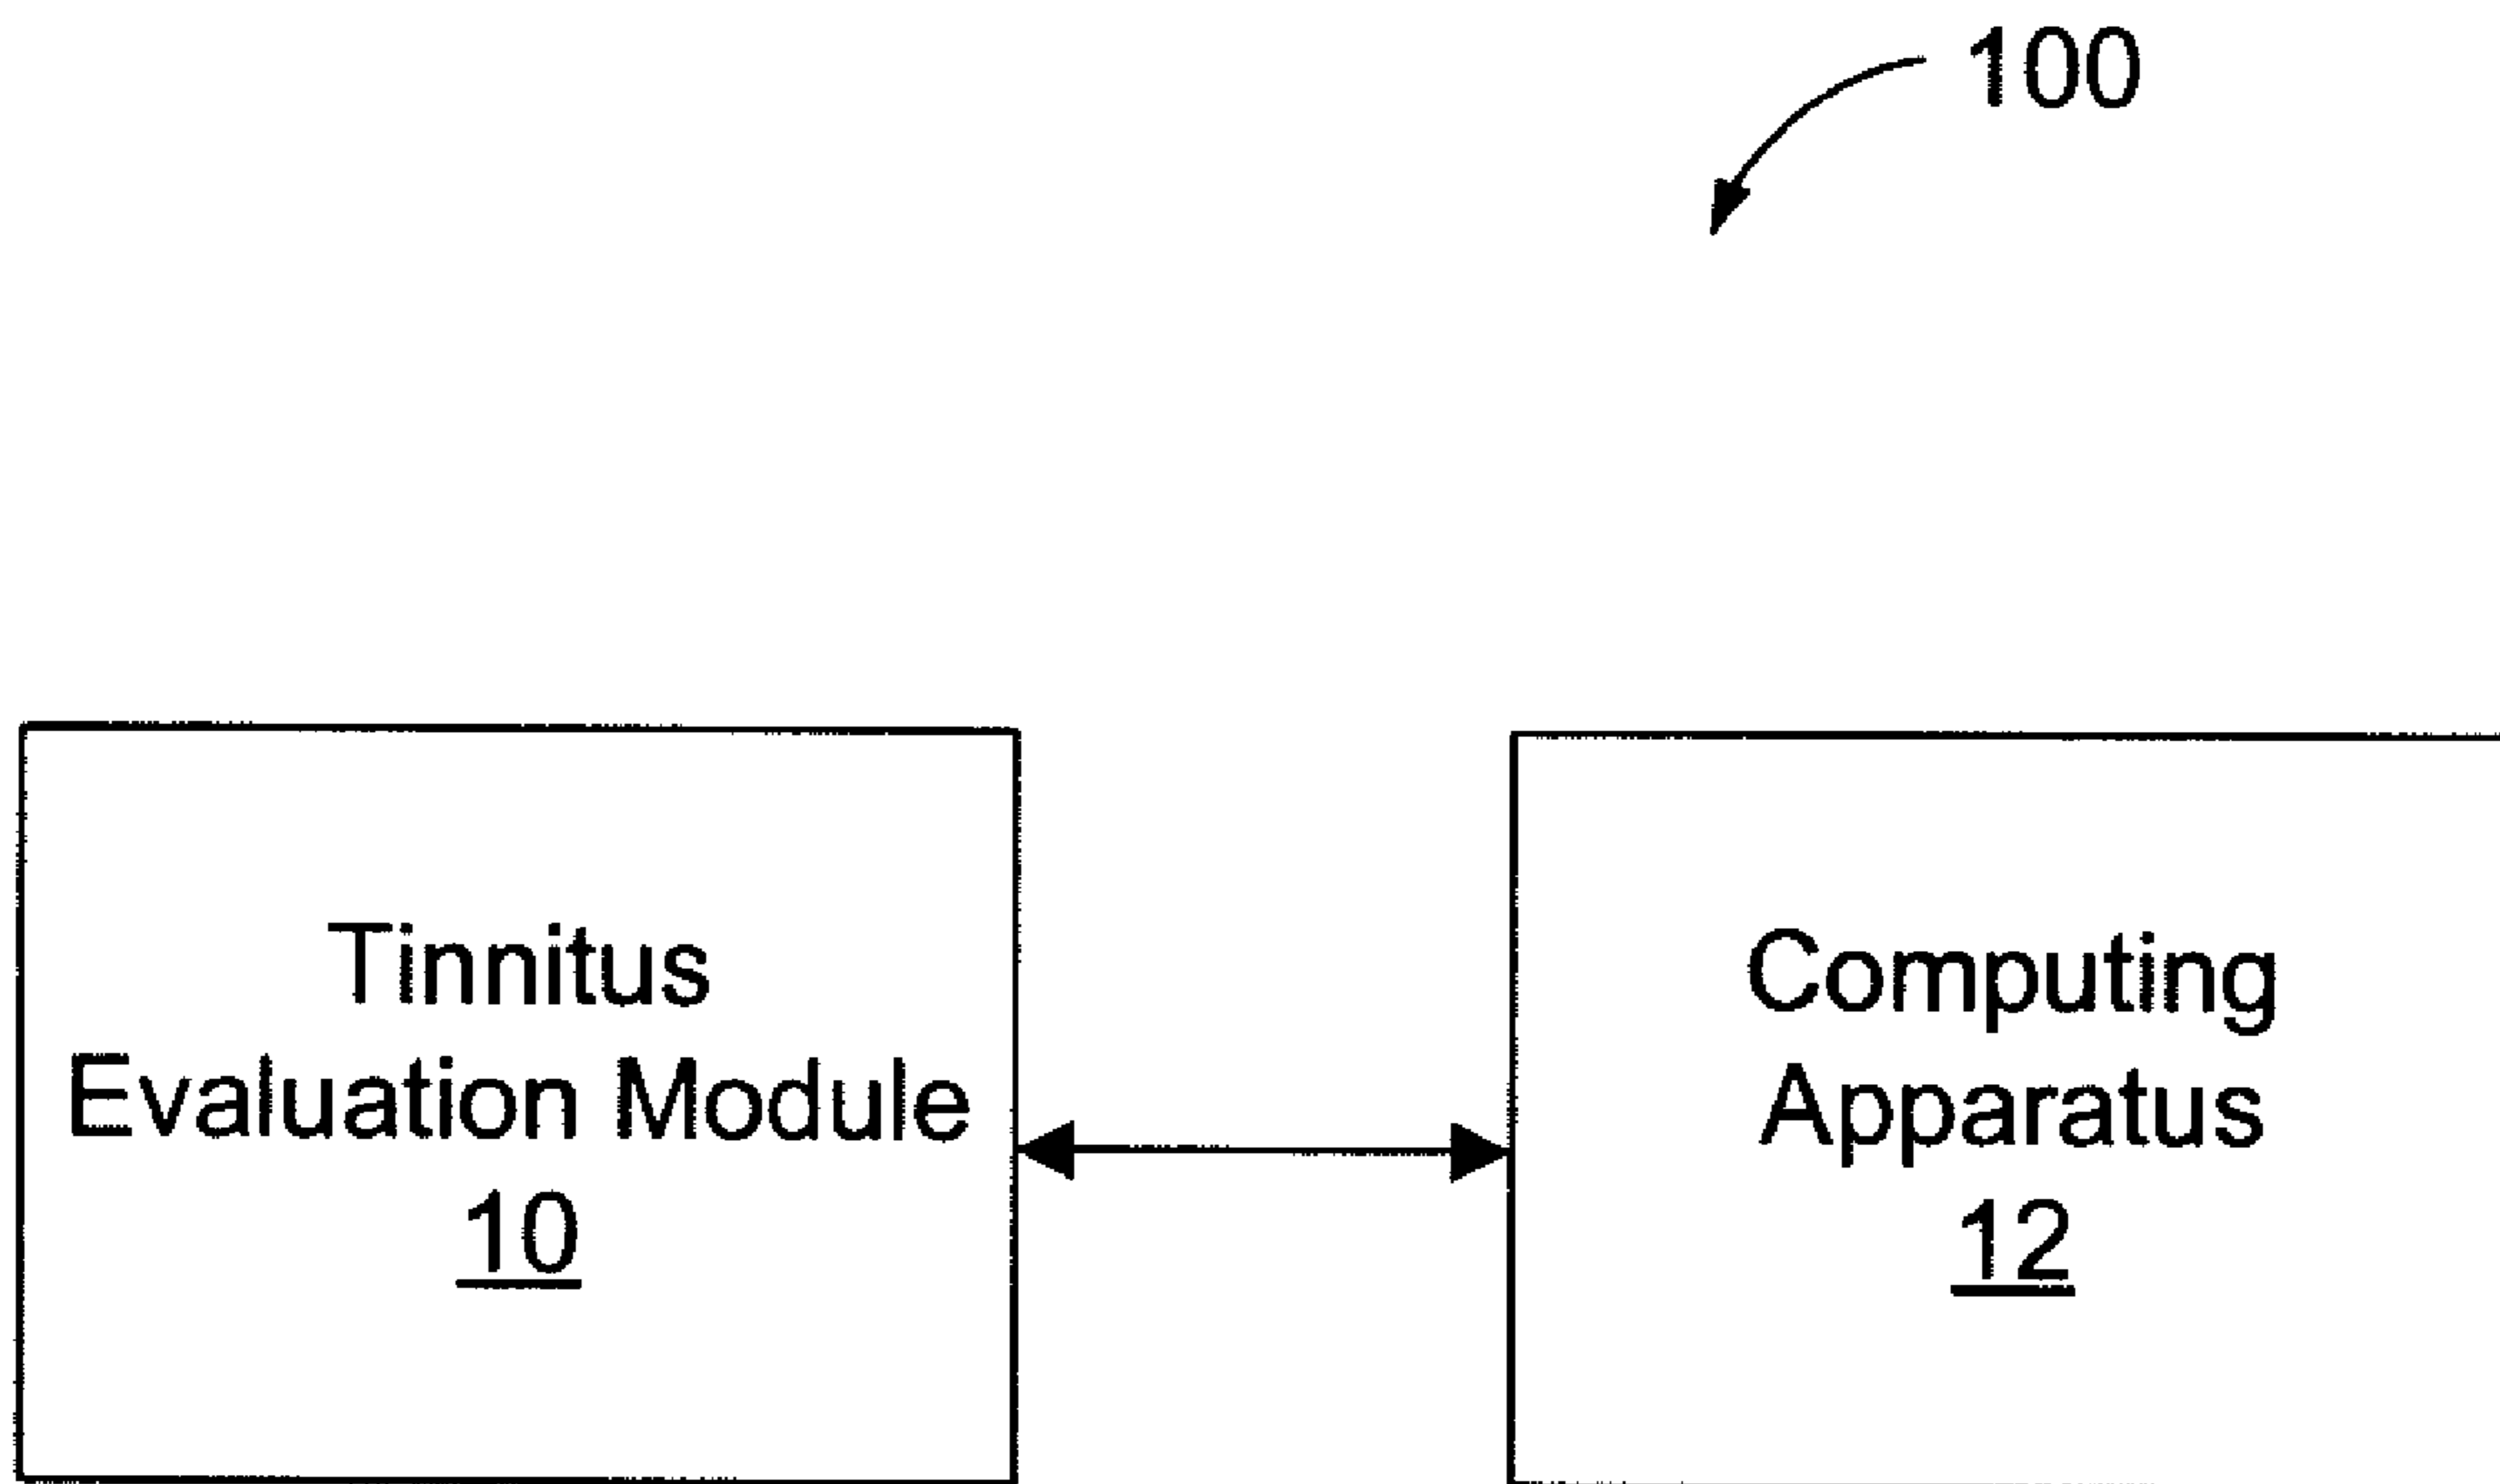 100
Tinnitus
Evaluation Module
10
Computing
Apparatus
12